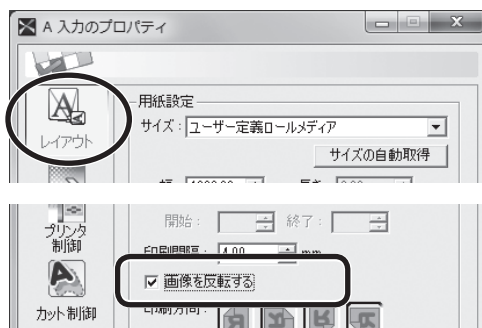 A 入力のプロパティ
レイアウト
用紙設定
サイズ：ユーザー定義ロールメディア
サイズの自動取得
プリンタ制御
開始：
終了：
印刷間隔：4.00 mm
画像を反転する
カット制御
印刷方向：